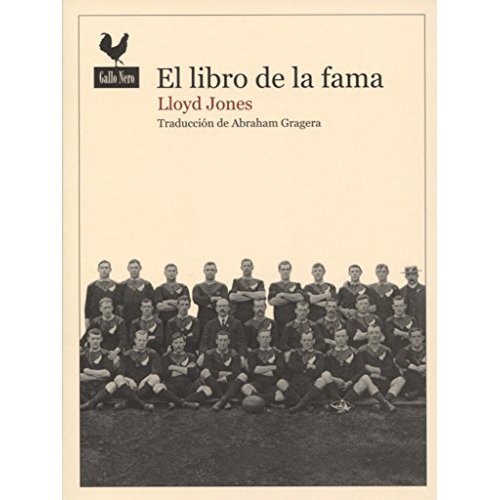 Gallo Nero
El libro de la fama
Lloyd Jones
Traducción de Abraham Gragera